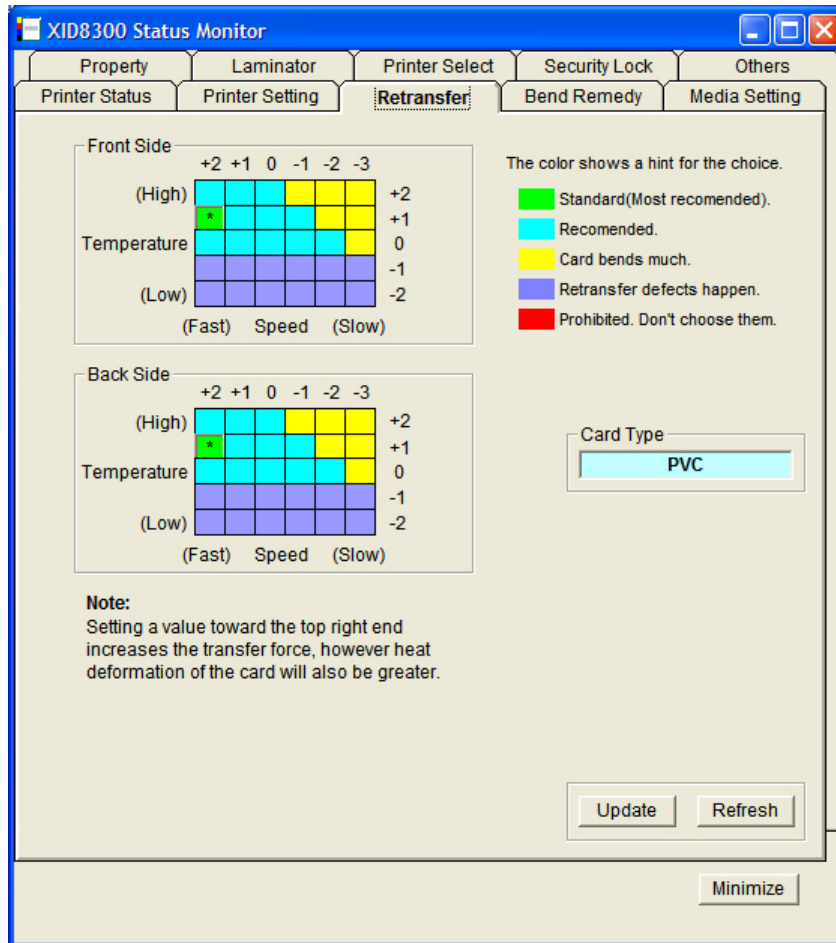 XID8300 Status Monitor
Property Laminator Printer Select Security Lock Others
Printer Status Printer Setting Retransfer Bend Remedy Media Setting
Front Side
+2 +1 0 -1 -2 -3
(High) +2
* +1
Temperature 0
-1
(Low) -2
(Fast) Speed (Slow)
The color shows a hint for the choice.
Standard(Most recomended).
Recomended.
Card bends much.
Retransfer defects happen.
Prohibited. Don't choose them.
Back Side
+2 +1 0 -1 -2 -3
(High) +2
* +1
Temperature 0
-1
(Low) -2
(Fast) Speed (Slow)
Card Type
PVC
Note:
Setting a value toward the top right end
increases the transfer force, however heat
deformation of the card will also be greater.
Update Refresh
Minimize